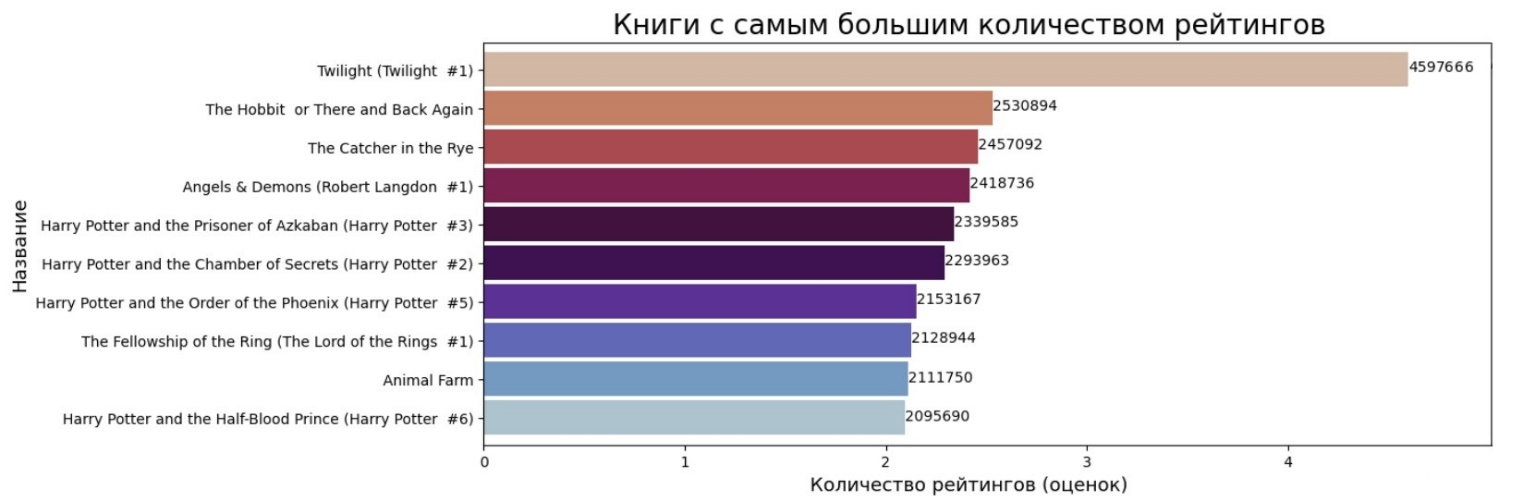 Книги с самым большим количеством рейтингов
Название
Twilight (Twilight  #1) 4597666
The Hobbit  or There and Back Again 2530894
The Catcher in the Rye 2457092
Angels & Demons (Robert Langdon  #1) 2418736
Harry Potter and the Prisoner of Azkaban (Harry Potter  #3) 2339585
Harry Potter and the Chamber of Secrets (Harry Potter  #2) 2293963
Harry Potter and the Order of the Phoenix (Harry Potter  #5) 2153167
The Fellowship of the Ring (The Lord of the Rings  #1) 2128944
Animal Farm 2111750
Harry Potter and the Half-Blood Prince (Harry Potter  #6) 2095690
0 1 2 3 4
Количество рейтингов (оценок)